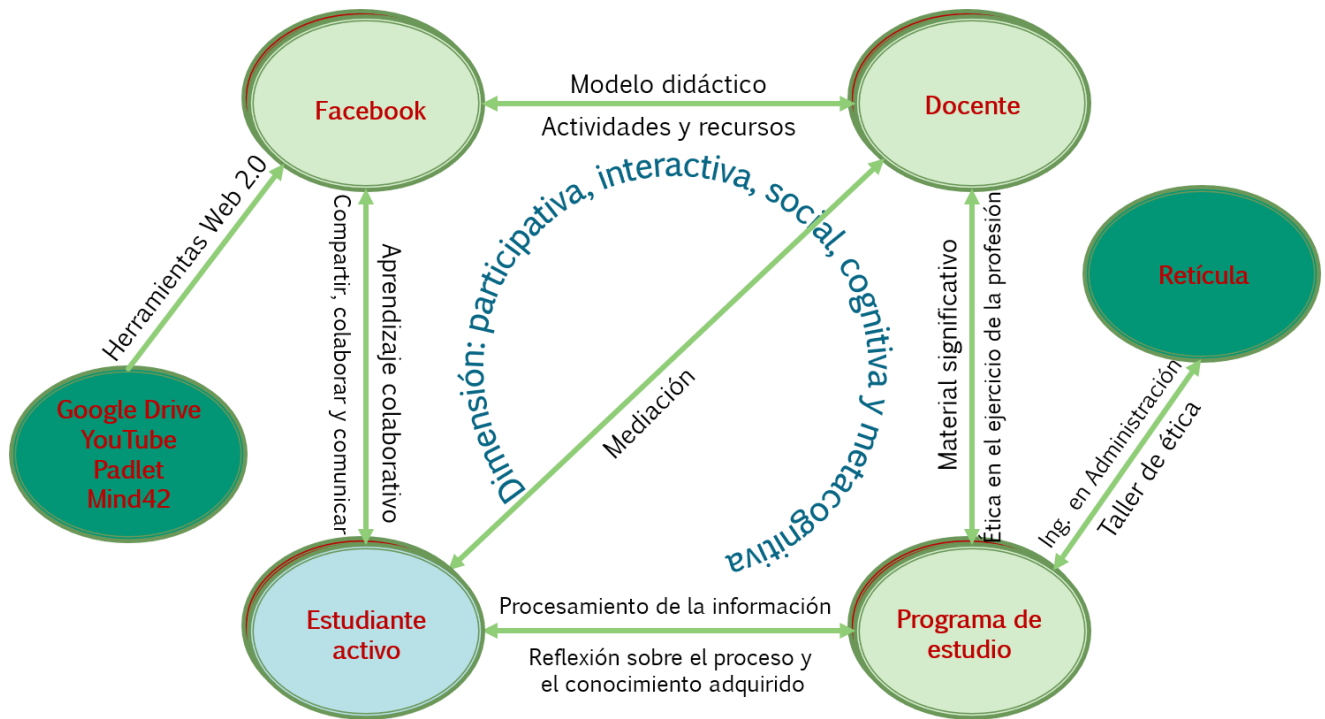 Facebook
Modelo didáctico
Actividades y recursos
Docente
Herramientas Web 2.0
Compartir, colaborar y comunicar
Aprendizaje colaborativo
Dimensión: participativa, interactiva, social, cognitiva y metacognitiva
Mediación
Material significativo
Ética en el ejercicio de la profesión
Retícula
Ing. en Administración
Taller de ética
Google Drive
YouTube
Padlet
Mind42
Estudiante
activo
Procesamiento de la información
Reflexión sobre el proceso y
el conocimiento adquirido
Programa de
estudio